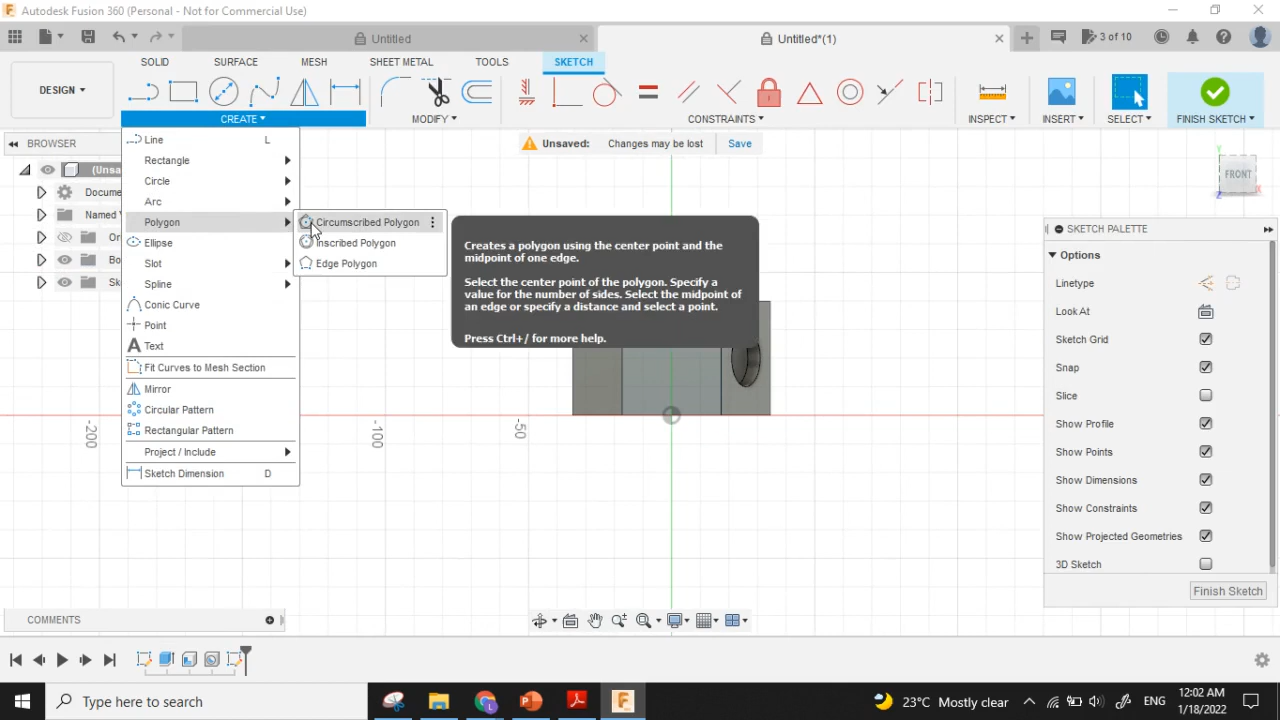 Autodesk Fusion 360 (Personal - Not for Commercial Use)
Untitled
Untitled*(1)
3 of 10
DESIGN
SOLID
SURFACE
MESH
SHEET METAL
TOOLS
SKETCH
CREATE
MODIFY
CONSTRAINTS
INSPECT
INSERT
SELECT
FINISH SKETCH
BROWSER
(Unsa
Docume
Named V
Or
Bo
Ske
Line L
Rectangle
Circle
Arc
Polygon
Ellipse
Slot
Spline
Conic Curve
Point
Text
Fit Curves to Mesh Section
Mirror
Circular Pattern
Rectangular Pattern
Project / Include
Sketch Dimension D
Circumscribed Polygon
Inscribed Polygon
Edge Polygon
Unsaved: Changes may be lost Save
Creates a polygon using the center point and the
midpoint of one edge.
Select the center point of the polygon. Specify a
value for the number of sides. Select the midpoint of
an edge or specify a distance and select a point.
Press Ctrl+/ for more help.
-200
-100
-50
Y
FRONT
X
Z
SKETCH PALETTE
Options
Linetype
Look At
Sketch Grid
Snap
Slice
Show Profile
Show Points
Show Dimensions
Show Constraints
Show Projected Geometries
3D Sketch
Finish Sketch
COMMENTS
Type here to search
23°C Mostly clear
ENG
12:02 AM
1/18/2022